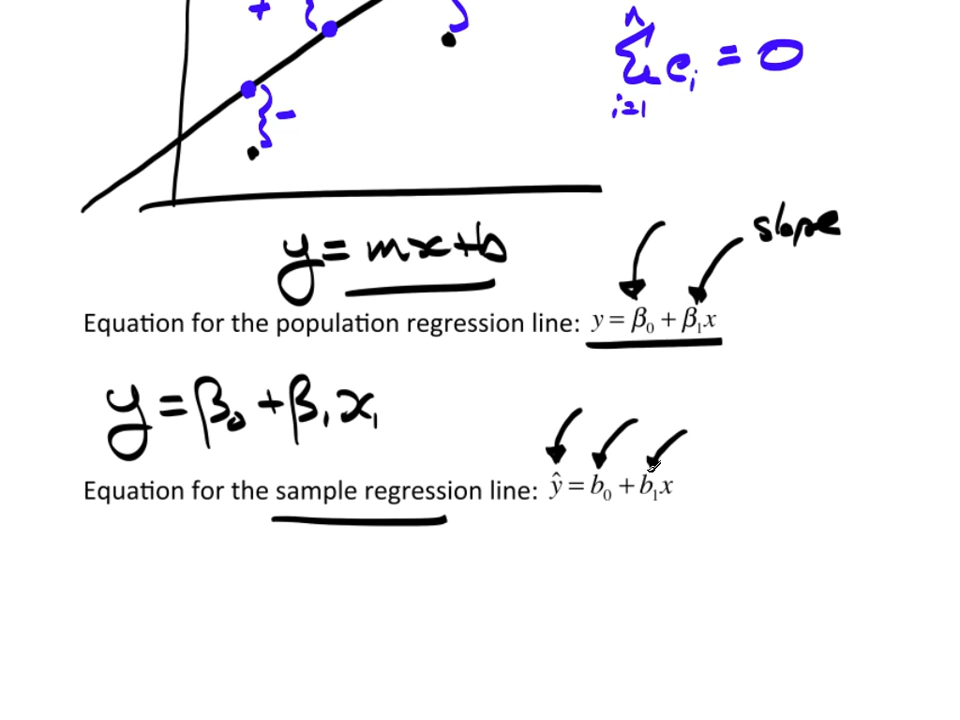 + {
}
n
Σ eᵢ = 0
i=1
} -
slope
y = mx+b
Equation for the population regression line: y = β₀ + β₁x
y = β₀ + β₁x₁
Equation for the sample regression line: ŷ = b₀ + b₁x